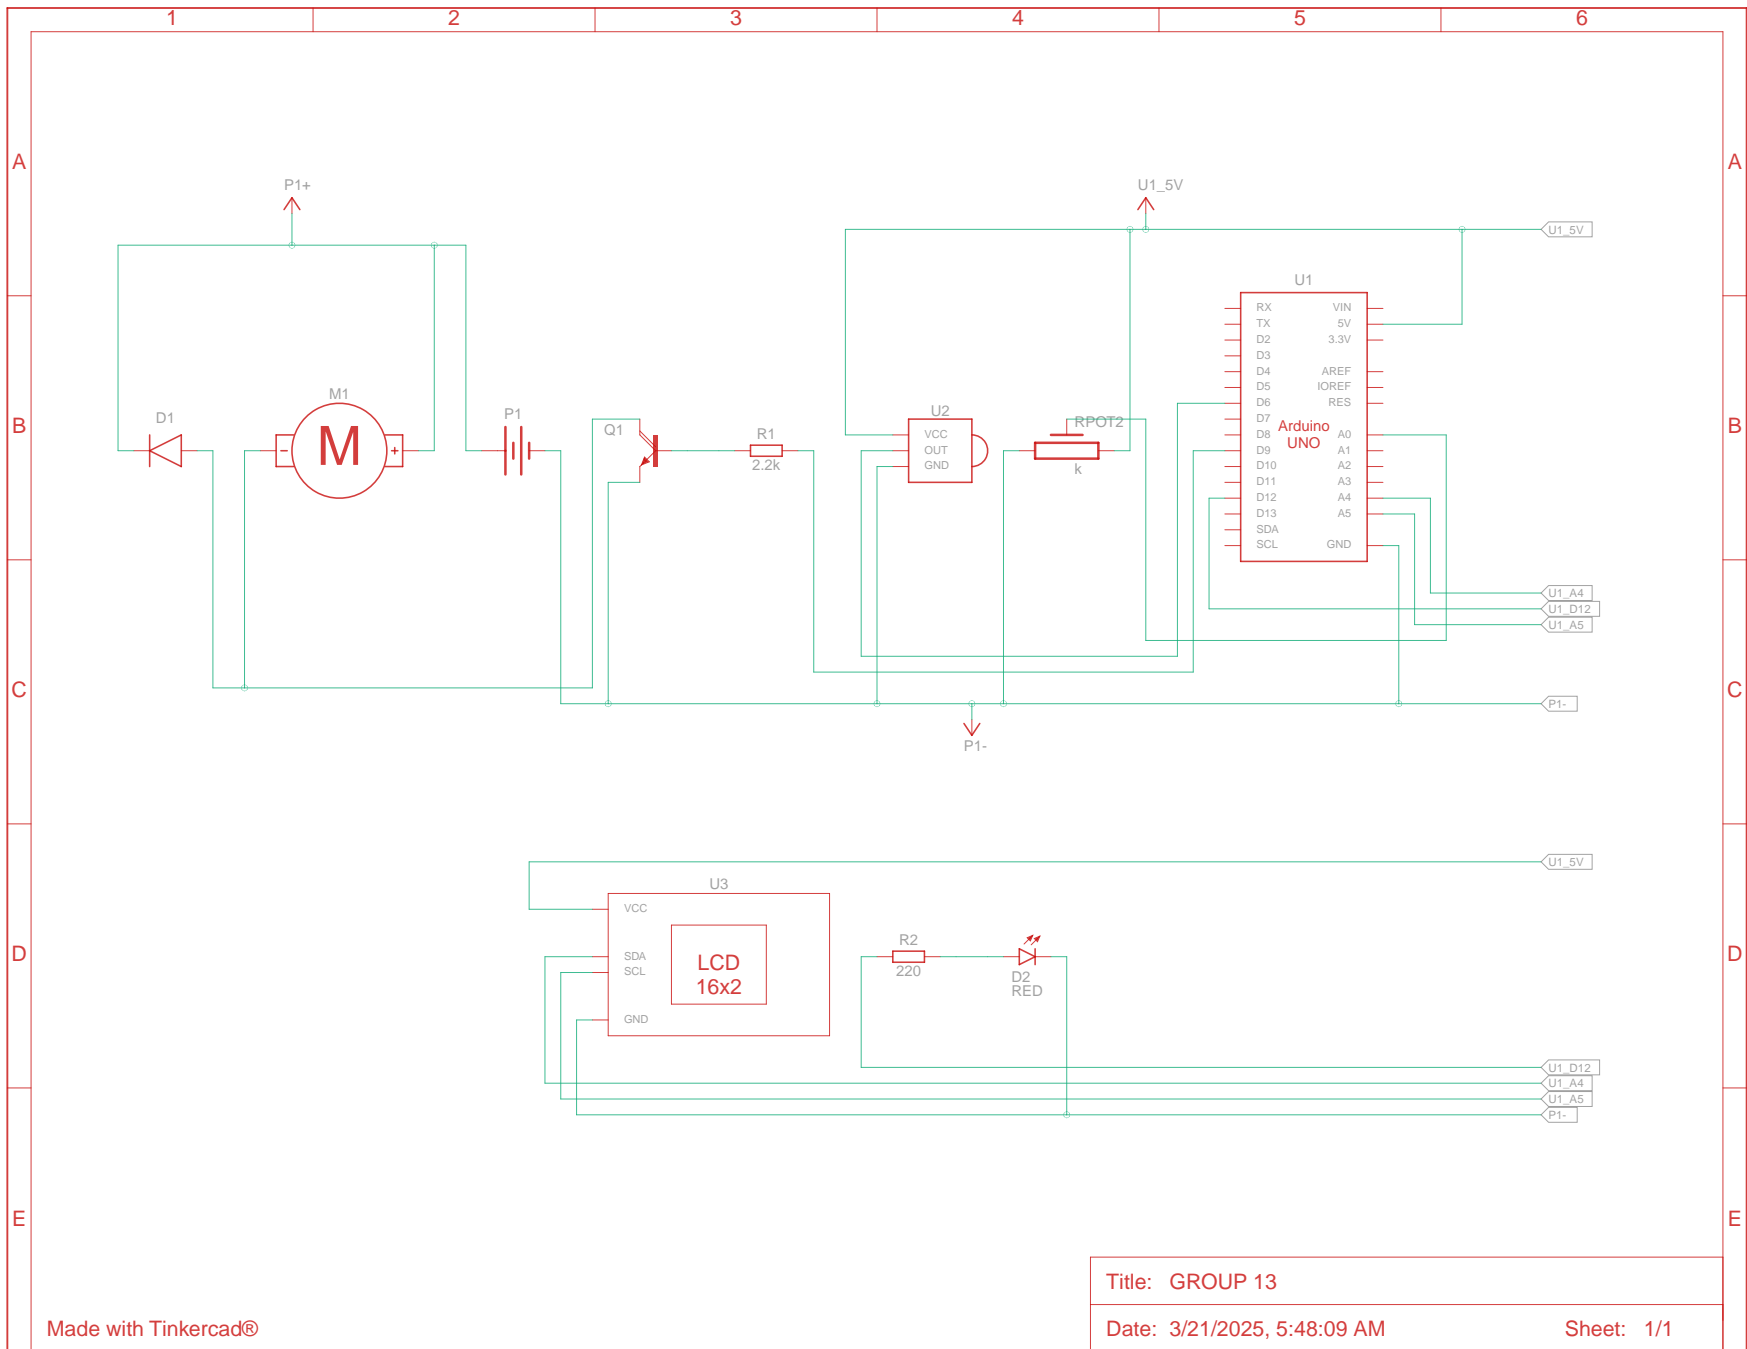 1 2 3 4 5 6
A A
P1+ U1_5V
U1_5V
U1
RX VIN
TX 5V
D2 3.3V
D3
D4 AREF
D5 IOREF
D6 RES
D7
D8 A0
D9 A1
D10 A2
D11 A3
D12 A4
D13 A5
SDA
SCL GND
Arduino
UNO
B B
D1
M1
M
- +
P1
Q1
R1
2.2k
U2
VCC
OUT
GND
RPOT2
k
U1_A4
U1_D12
U1_A5
C C
P1-
P1-
U1_5V
U3
VCC
SDA
SCL
GND
LCD
16x2
D D
R2
220
D2
RED
U1_D12
U1_A4
U1_A5
P1-
E E
Title: GROUP 13
Made with Tinkercad®
Date: 3/21/2025, 5:48:09 AM Sheet: 1/1